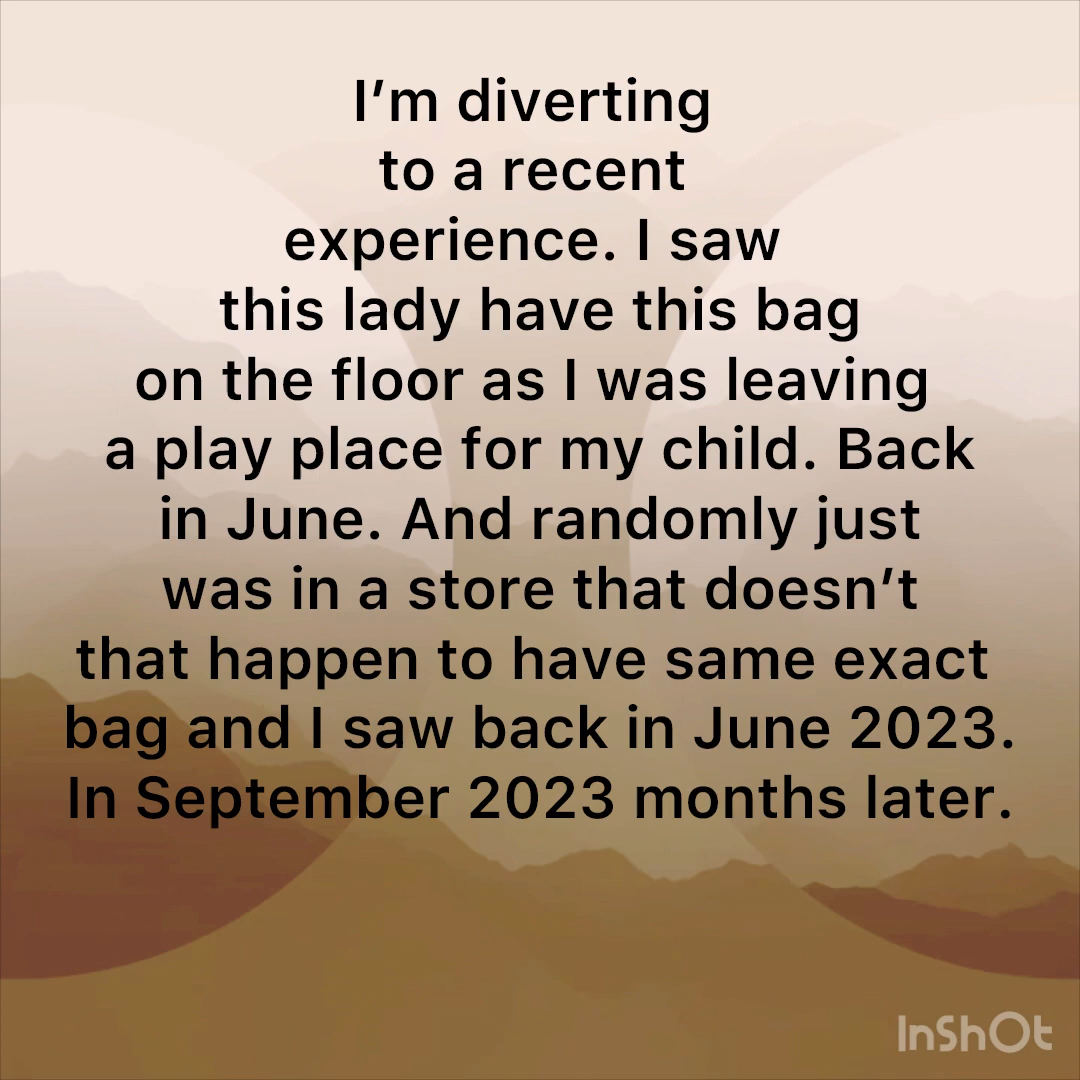 I’m diverting
to a recent
experience. I saw
this lady have this bag
on the floor as I was leaving
a play place for my child. Back
in June. And randomly just
was in a store that doesn’t
that happen to have same exact
bag and I saw back in June 2023.
In September 2023 months later.
InShOt